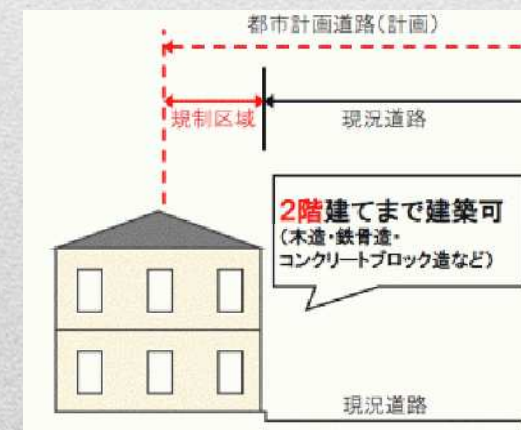 都市計画道路(計画)
規制区域
現況道路
2階建てまで建築可
(木造・鉄骨造・
コンクリートブロック造など)
現況道路